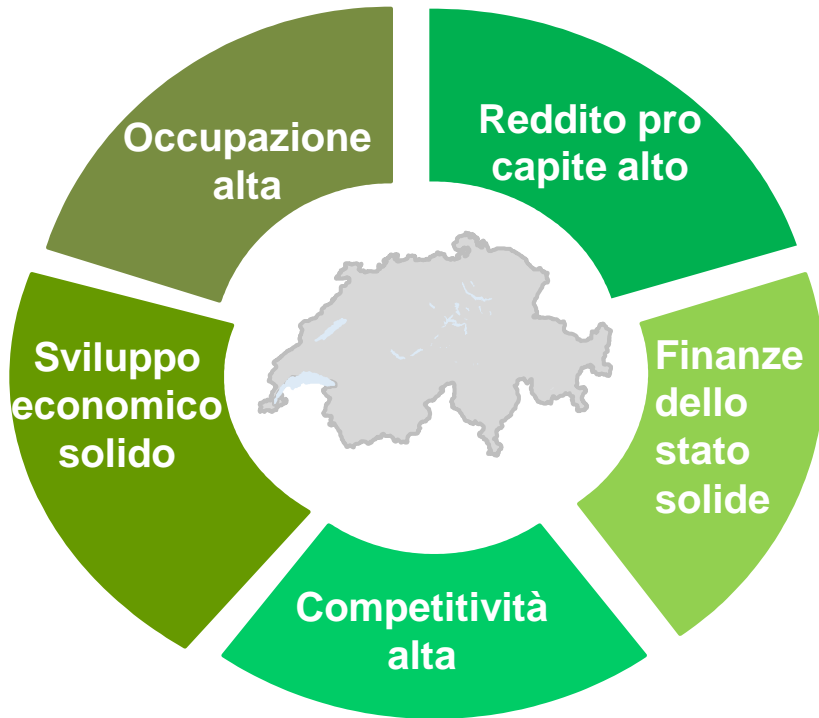 Occupazione
alta
Reddito pro
capite alto
Sviluppo
economico
solido
Finanze
dello
stato
solide
Competitività
alta